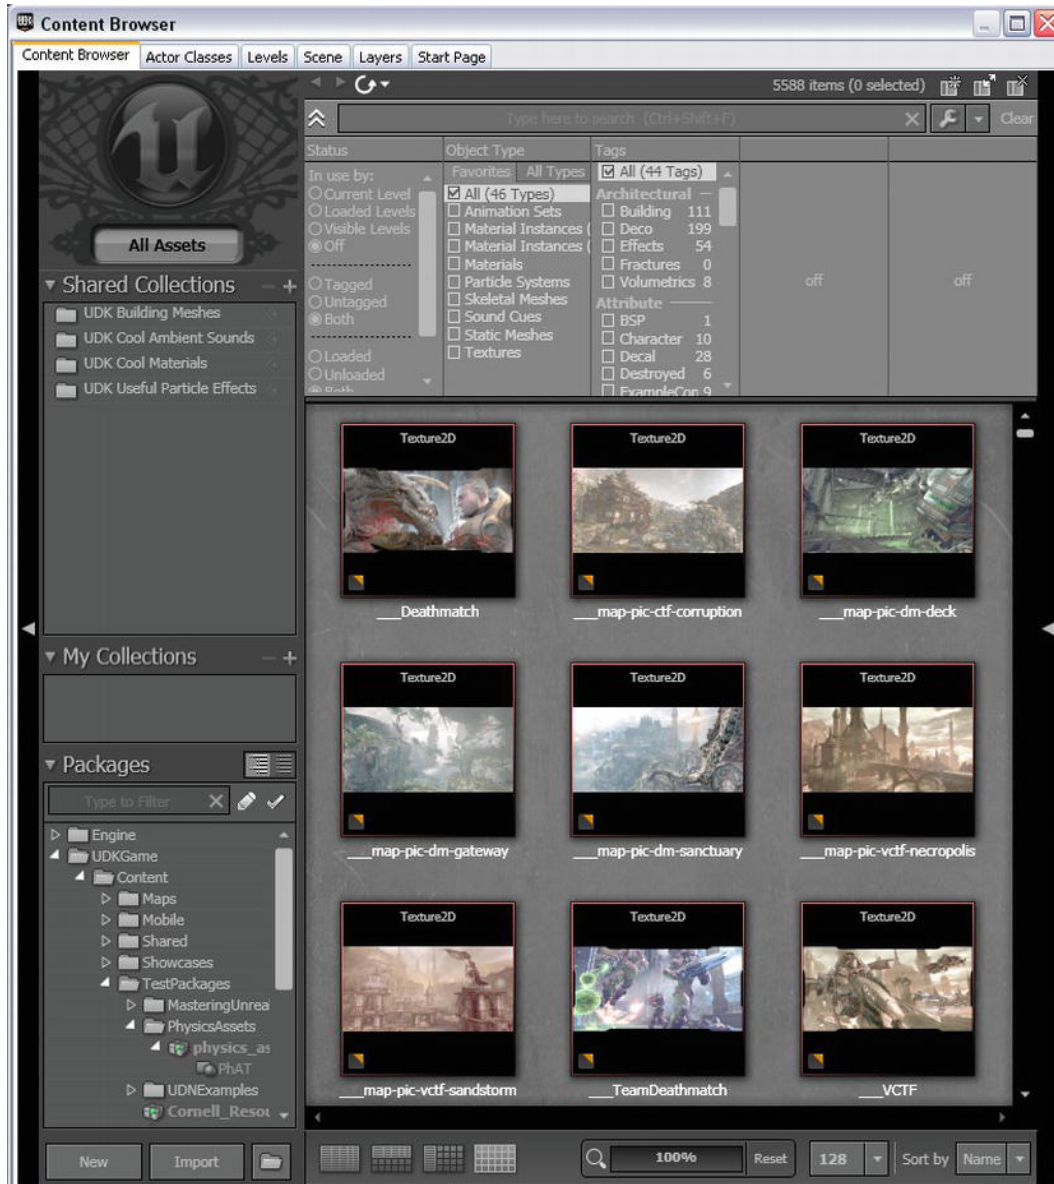 Content Browser
Content Browser Actor Classes Levels Scene Layers Start Page
5588 items (0 selected)
Type here to search (Ctrl+Shift+F)
Clear
All Assets
Shared Collections
UDK Building Meshes
UDK Cool Ambient Sounds
UDK Cool Materials
UDK Useful Particle Effects
My Collections
Packages
Type to Filter
Engine
UDKGame
Content
Maps
Mobile
Shared
Showcases
TestPackages
MasteringUnrea
PhysicsAssets
physics_as
PhAT
UDNExamples
Cornell_Resou
New Import
Status
In use by:
Current Level
Loaded Levels
Visible Levels
Off
Tagged
Untagged
Both
Loaded
Unloaded
Both
Object Type
Favorites All Types
All (46 Types)
Animation Sets
Material Instances (
Material Instances (
Materials
Particle Systems
Skeletal Meshes
Sound Cues
Static Meshes
Textures
Tags
All (44 Tags)
Architectural
Building 111
Deco 199
Effects 54
Fractures 0
Volumetrics 8
Attribute
BSP 1
Character 10
Decal 28
Destroyed 6
ExampleCon 9
off off
Texture2D Texture2D Texture2D
___Deathmatch ___map-pic-ctf-corruption ___map-pic-dm-deck
Texture2D Texture2D Texture2D
___map-pic-dm-gateway ___map-pic-dm-sanctuary ___map-pic-vctf-necropolis
Texture2D Texture2D Texture2D
___map-pic-vctf-sandstorm ___TeamDeathmatch ___VCTF
100% Reset 128 Sort by Name